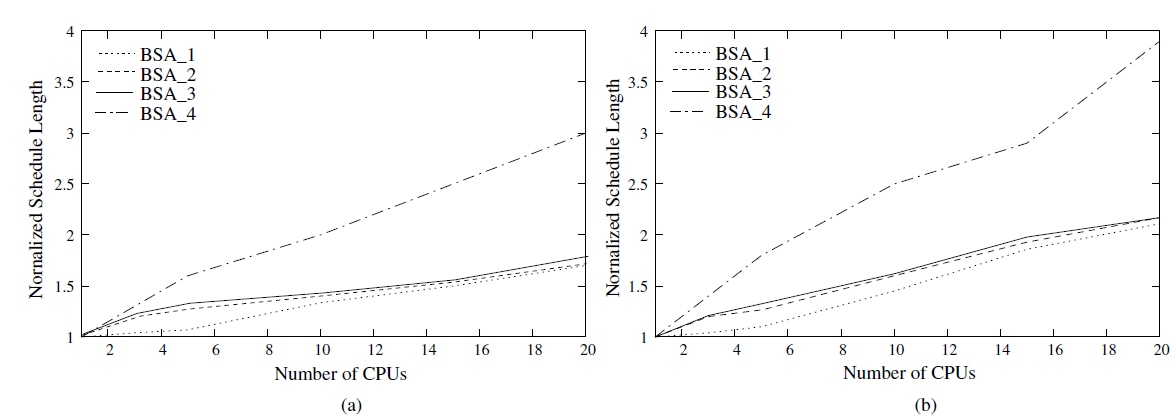 4
3.5
3
2.5
2
1.5
1
Nornalized Schedule Length
BSA_1
BSA_2
BSA_3
BSA_4
2 4 6 8 10 12 14 16 18 20
Number of CPUs
(a)
4
3.5
3
2.5
2
1.5
1
Nornalized Schedule Length
BSA_1
BSA_2
BSA_3
BSA_4
2 4 6 8 10 12 14 16 18 20
Number of CPUs
(b)